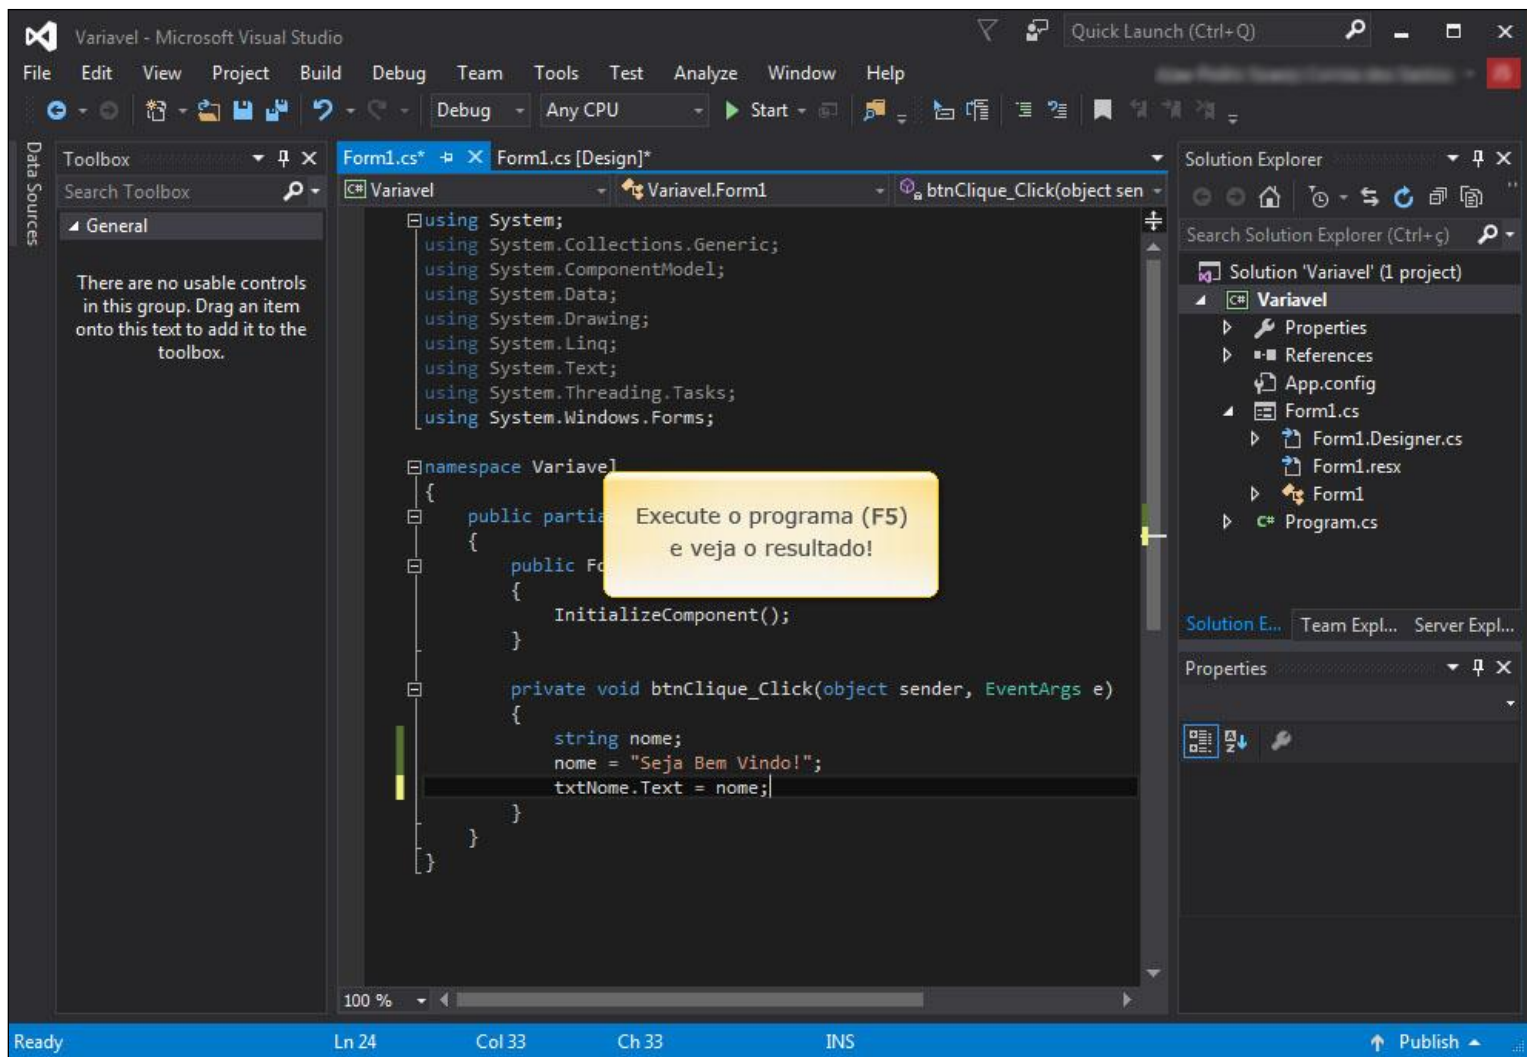 Variavel - Microsoft Visual Studio
Quick Launch (Ctrl+Q)
File Edit View Project Build Debug Team Tools Test Analyze Window Help
Debug Any CPU Start
Data Sources
Toolbox
Search Toolbox
General
There are no usable controls
in this group. Drag an item
onto this text to add it to the
toolbox.
Form1.cs* Form1.cs [Design]*
C# Variavel Variavel.Form1 btnClique_Click(object sen
using System;
using System.Collections.Generic;
using System.ComponentModel;
using System.Data;
using System.Drawing;
using System.Linq;
using System.Text;
using System.Threading.Tasks;
using System.Windows.Forms;
namespace Variavel
{
public partia
{
public Fo
{
InitializeComponent();
}
private void btnClique_Click(object sender, EventArgs e)
{
string nome;
nome = "Seja Bem Vindo!";
txtNome.Text = nome;
}
}
}
Execute o programa (F5)
e veja o resultado!
100 %
Solution Explorer
Search Solution Explorer (Ctrl+ç)
Solution 'Variavel' (1 project)
C# Variavel
Properties
References
App.config
Form1.cs
Form1.Designer.cs
Form1.resx
Form1
C# Program.cs
Solution E... Team Expl... Server Expl...
Properties
Ready Ln 24 Col 33 Ch 33 INS Publish